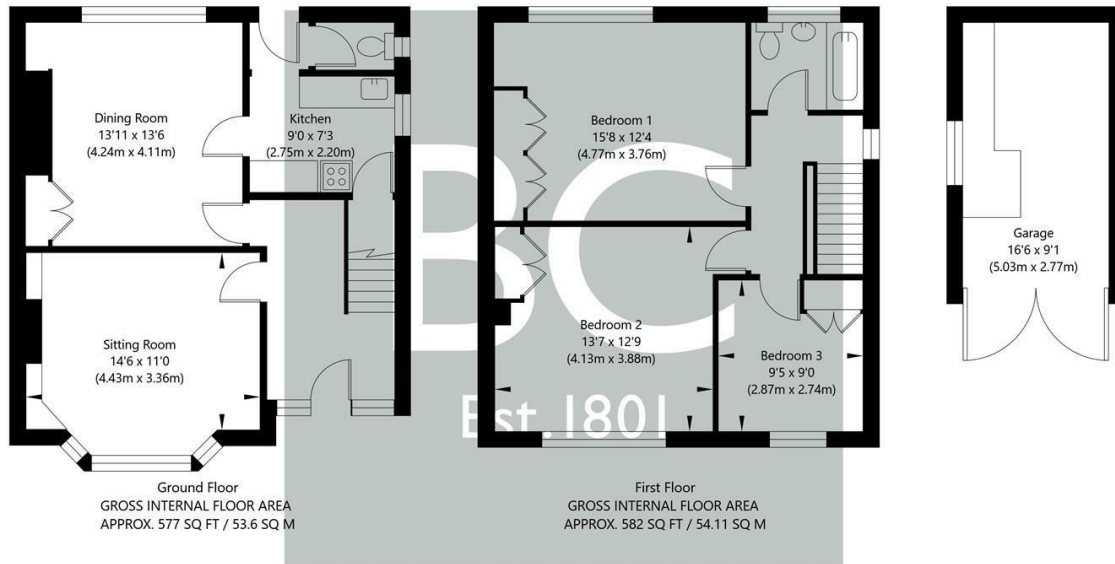 Dining Room
13'11 x 13'6
(4.24m x 4.11m)
Kitchen
9'0 x 7'3
(2.75m x 2.20m)
Sitting Room
14'6 x 11'0
(4.43m x 3.36m)
Ground Floor
GROSS INTERNAL FLOOR AREA
APPROX. 577 SQ FT / 53.6 SQ M
Bedroom 1
15'8 x 12'4
(4.77m x 3.76m)
Bedroom 2
13'7 x 12'9
(4.13m x 3.88m)
Bedroom 3
9'5 x 9'0
(2.87m x 2.74m)
First Floor
GROSS INTERNAL FLOOR AREA
APPROX. 582 SQ FT / 54.11 SQ M
Garage
16'6 x 9'1
(5.03m x 2.77m)
BC
Est.1801